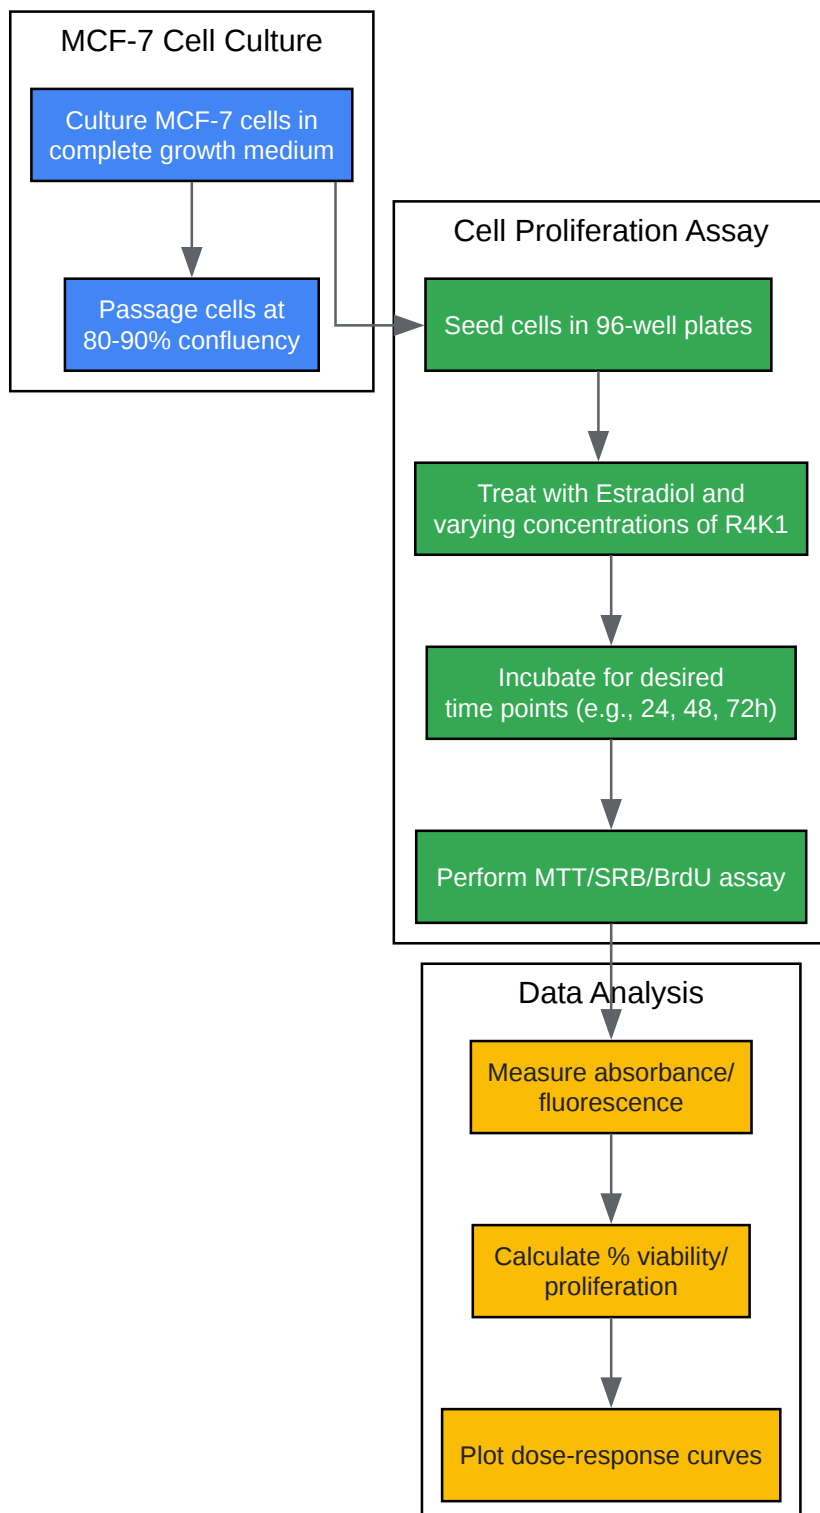 MCF-7 Cell Culture
Culture MCF-7 cells in
complete growth medium
Passage cells at
80-90% confluency
Cell Proliferation Assay
Seed cells in 96-well plates
Treat with Estradiol and
varying concentrations of R4K1
Incubate for desired
time points (e.g., 24, 48, 72h)
Perform MTT/SRB/BrdU assay
Data Analysis
Measure absorbance/
fluorescence
Calculate % viability/
proliferation
Plot dose-response curves